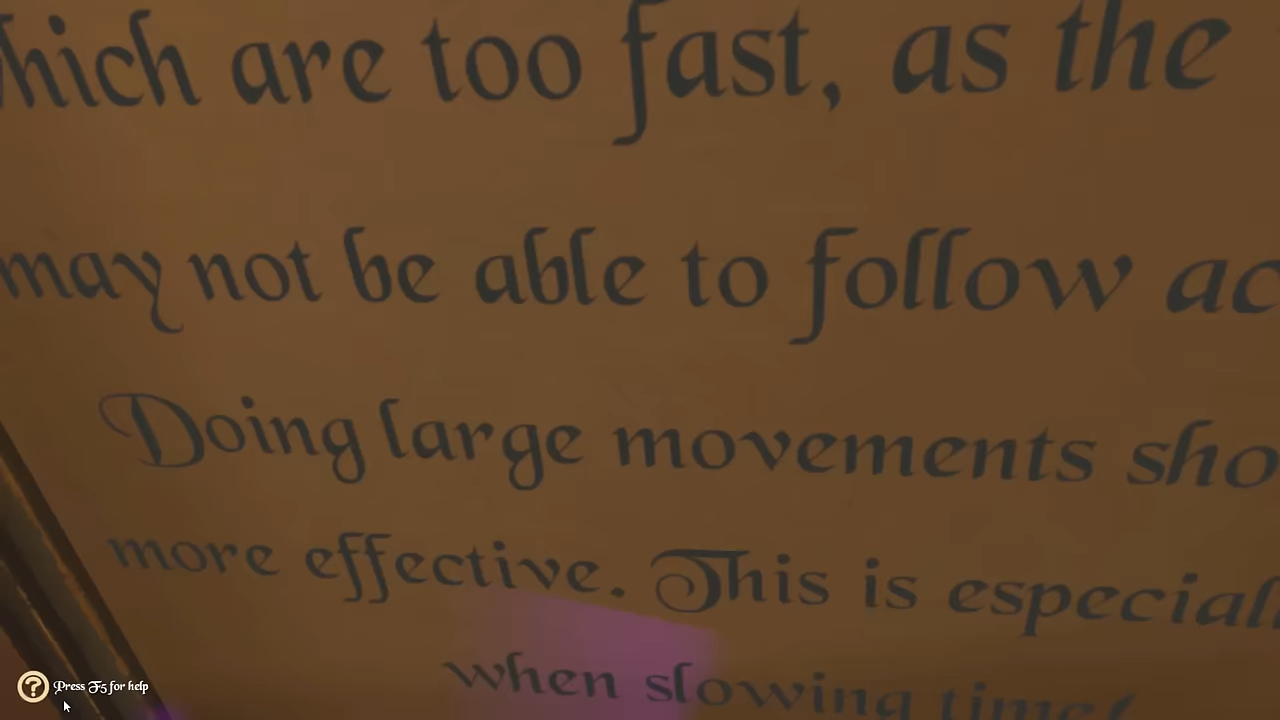 which are too fast, as the
may not be able to follow ac
Doing large movements sho
more effective. This is especial
when slowing time!
Press F5 for help